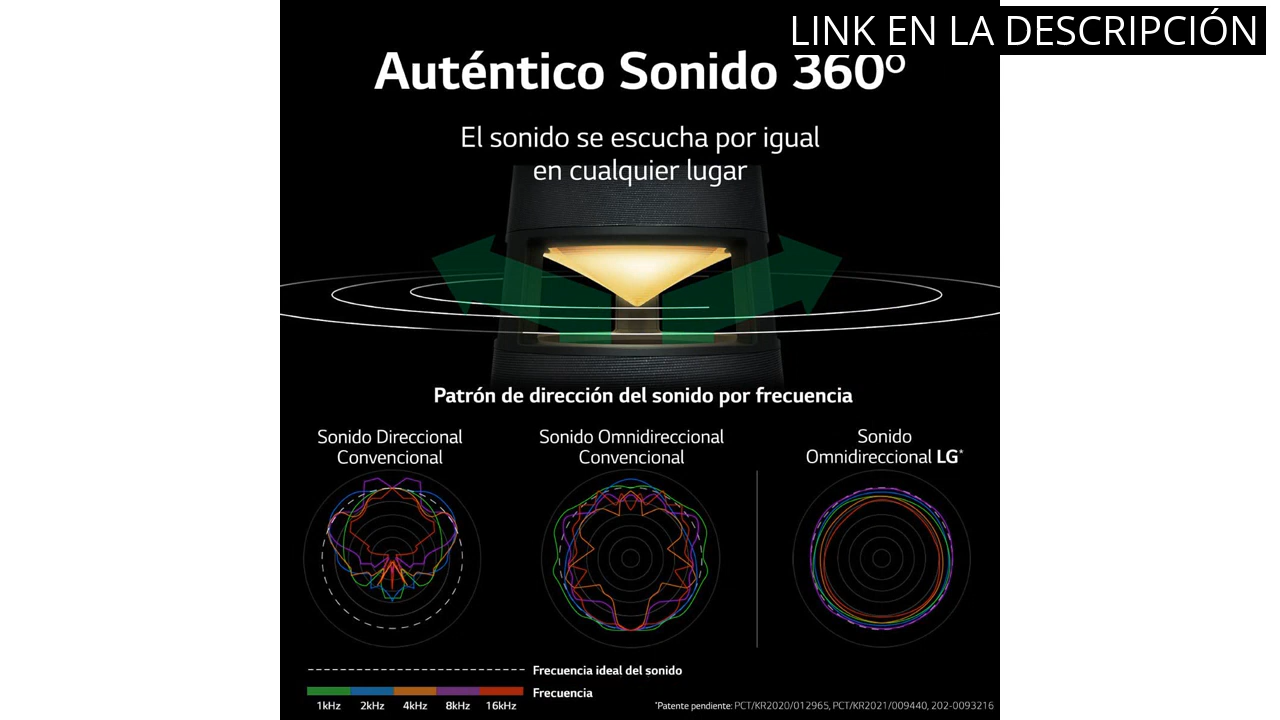 LINK EN LA DESCRIPCIÓN
Auténtico Sonido 360º
El sonido se escucha por igual
en cualquier lugar
Patrón de dirección del sonido por frecuencia
Sonido Direccional
Convencional
Sonido Omnidireccional
Convencional
Sonido
Omnidireccional LG*
Frecuencia ideal del sonido
Frecuencia
1kHz 2kHz 4kHz 8kHz 16kHz
*Patente pendiente: PCT/KR2020/012965, PCT/KR2021/009440, 202-0093216